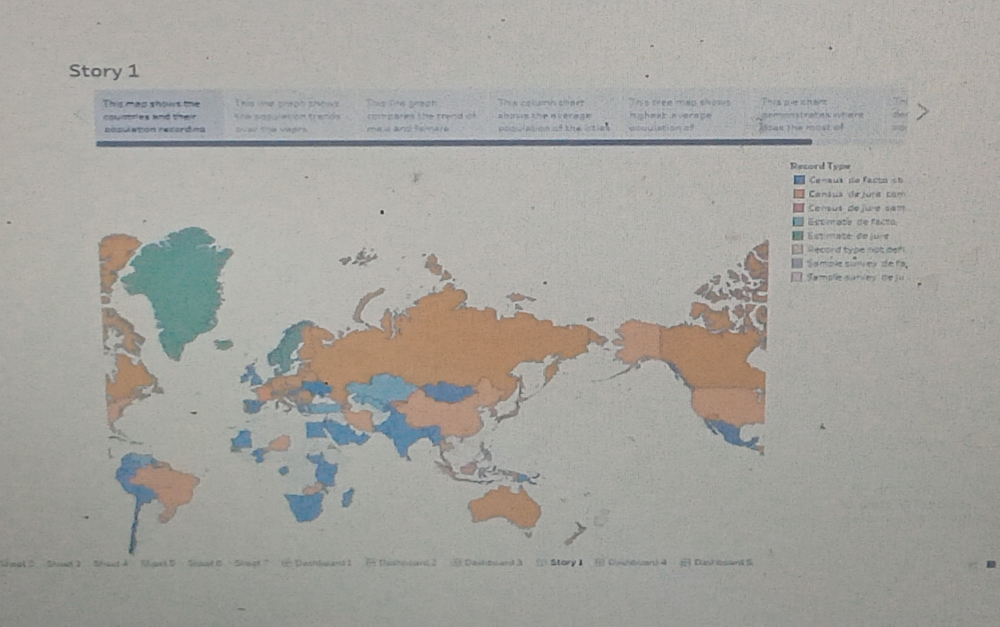 Story 1
This map shows the
countries and their
population recording
This line graph shows
the population trends
over the years
This line graph
compares the trend of
male and female
This column chart
shows the average
population of the cities
This tree map shows
highest average
population of
This pie chart
demonstrates where
does the most of
Record Type
Census de facto
Census de jure com
Census de jure sam
Estimate de facto
Estimate de jure
Record type not defi
Sample survey de fa
Sample survey de ju
Sheet 3 Sheet 4 Sheet 5 Sheet 6 Sheet 7 Dashboard 1 Dashboard 2 Dashboard 3 Story 1 Dashboard 4 Dashboard 5